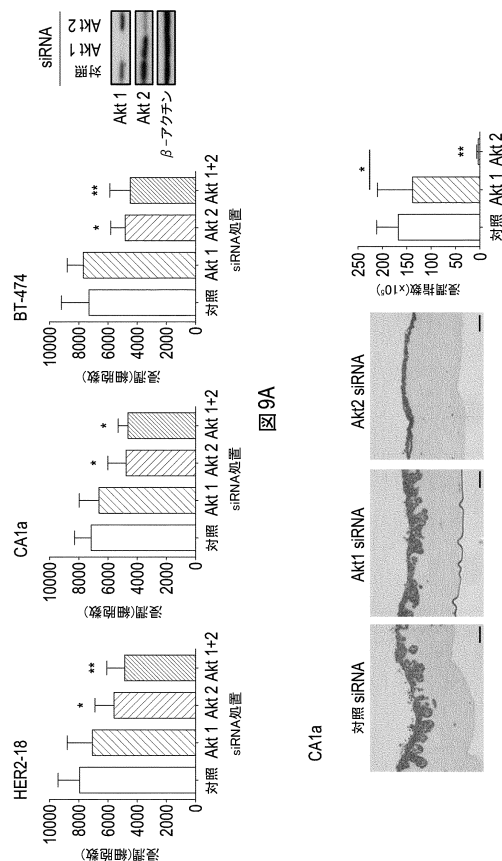 HER2-18
浸潤(細胞数)
10000
8000
6000
4000
2000
0
*
**
対照 Akt 1 Akt 2 Akt 1+2
siRNA処置
CA1a
浸潤(細胞数)
10000
8000
6000
4000
2000
0
*
*
対照 Akt 1 Akt 2 Akt 1+2
siRNA処置
BT-474
浸潤(細胞数)
10000
8000
6000
4000
2000
0
*
**
対照 Akt 1 Akt 2 Akt 1+2
siRNA処置
siRNA
対照 Akt 1 Akt 2
Akt 1
Akt 2
β-アクチン
図 9A
CA1a
対照 siRNA
Akt1 siRNA
Akt2 siRNA
浸潤指数(x10⁵)
250
200
150
100
50
0
*
**
対照 Akt 1 Akt 2